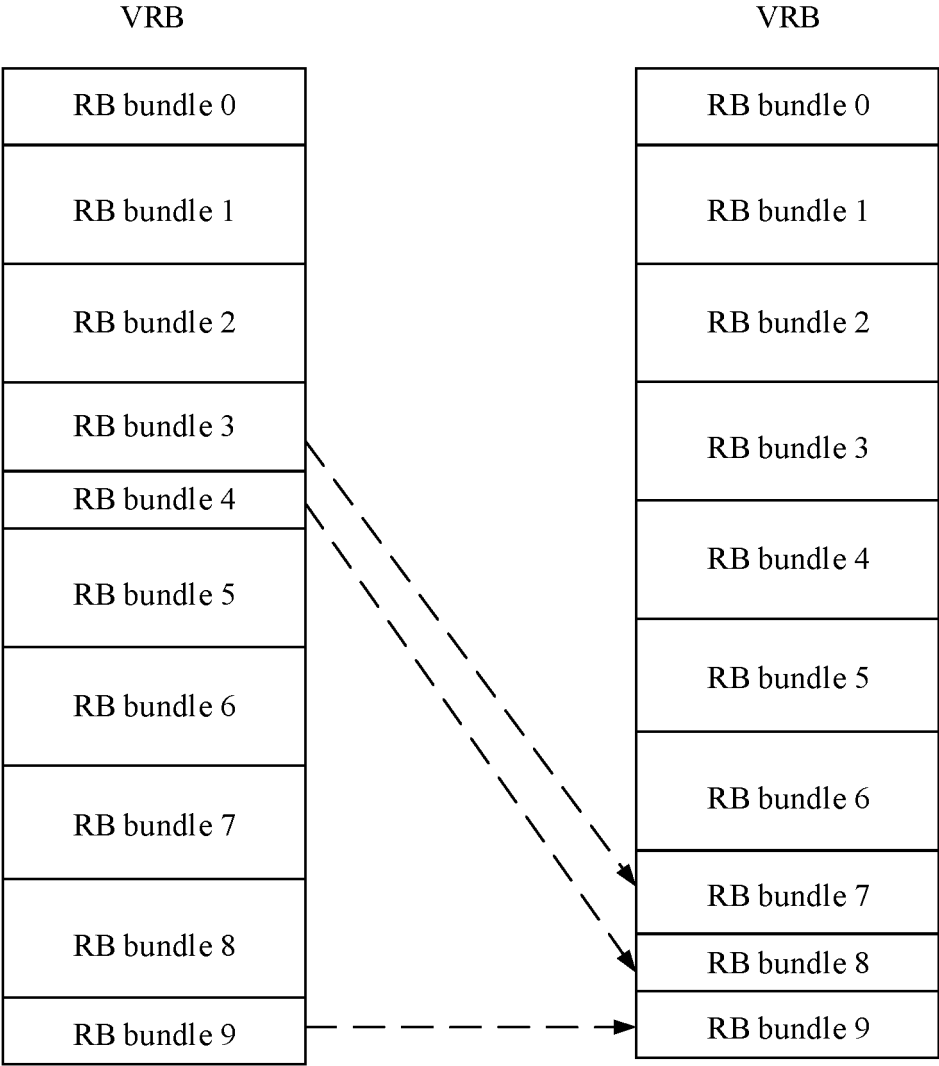 VRB
RB bundle 0
RB bundle 1
RB bundle 2
RB bundle 3
RB bundle 4
RB bundle 5
RB bundle 6
RB bundle 7
RB bundle 8
RB bundle 9
VRB
RB bundle 0
RB bundle 1
RB bundle 2
RB bundle 3
RB bundle 4
RB bundle 5
RB bundle 6
RB bundle 7
RB bundle 8
RB bundle 9